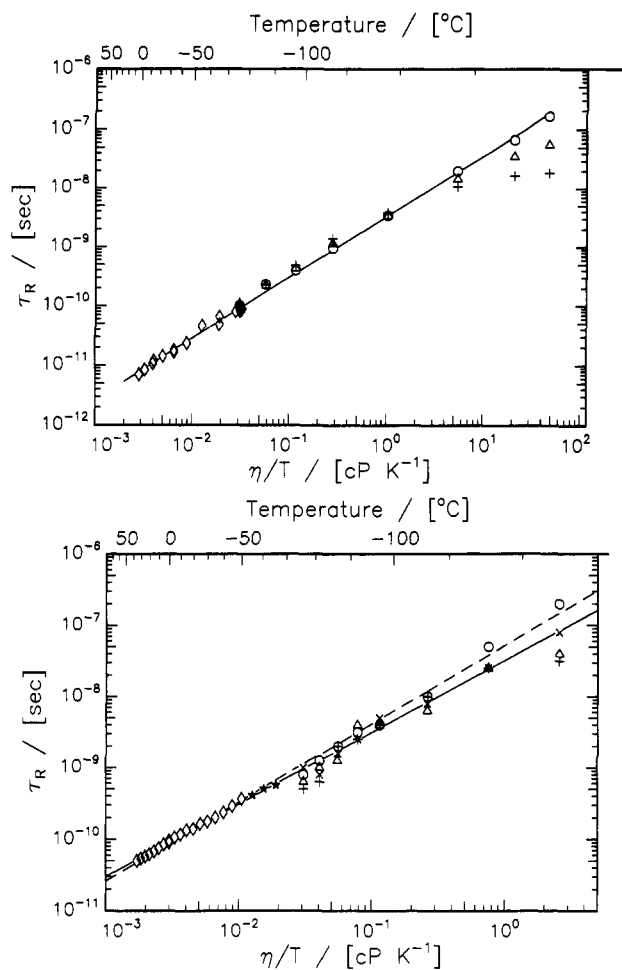 Temperature / [°C]
50 0 −50 −100
10⁻⁶
10⁻⁷
10⁻⁸
10⁻⁹
10⁻¹⁰
10⁻¹¹
10⁻¹²
τ_R / [sec]
10⁻³ 10⁻² 10⁻¹ 10⁰ 10¹ 10²
η/T / [cP K⁻¹]
Temperature / [°C]
50 0 −50 −100
10⁻⁶
10⁻⁷
10⁻⁸
10⁻⁹
10⁻¹⁰
10⁻¹¹
τ_R / [sec]
10⁻³ 10⁻² 10⁻¹ 10⁰
η/T / [cP K⁻¹]